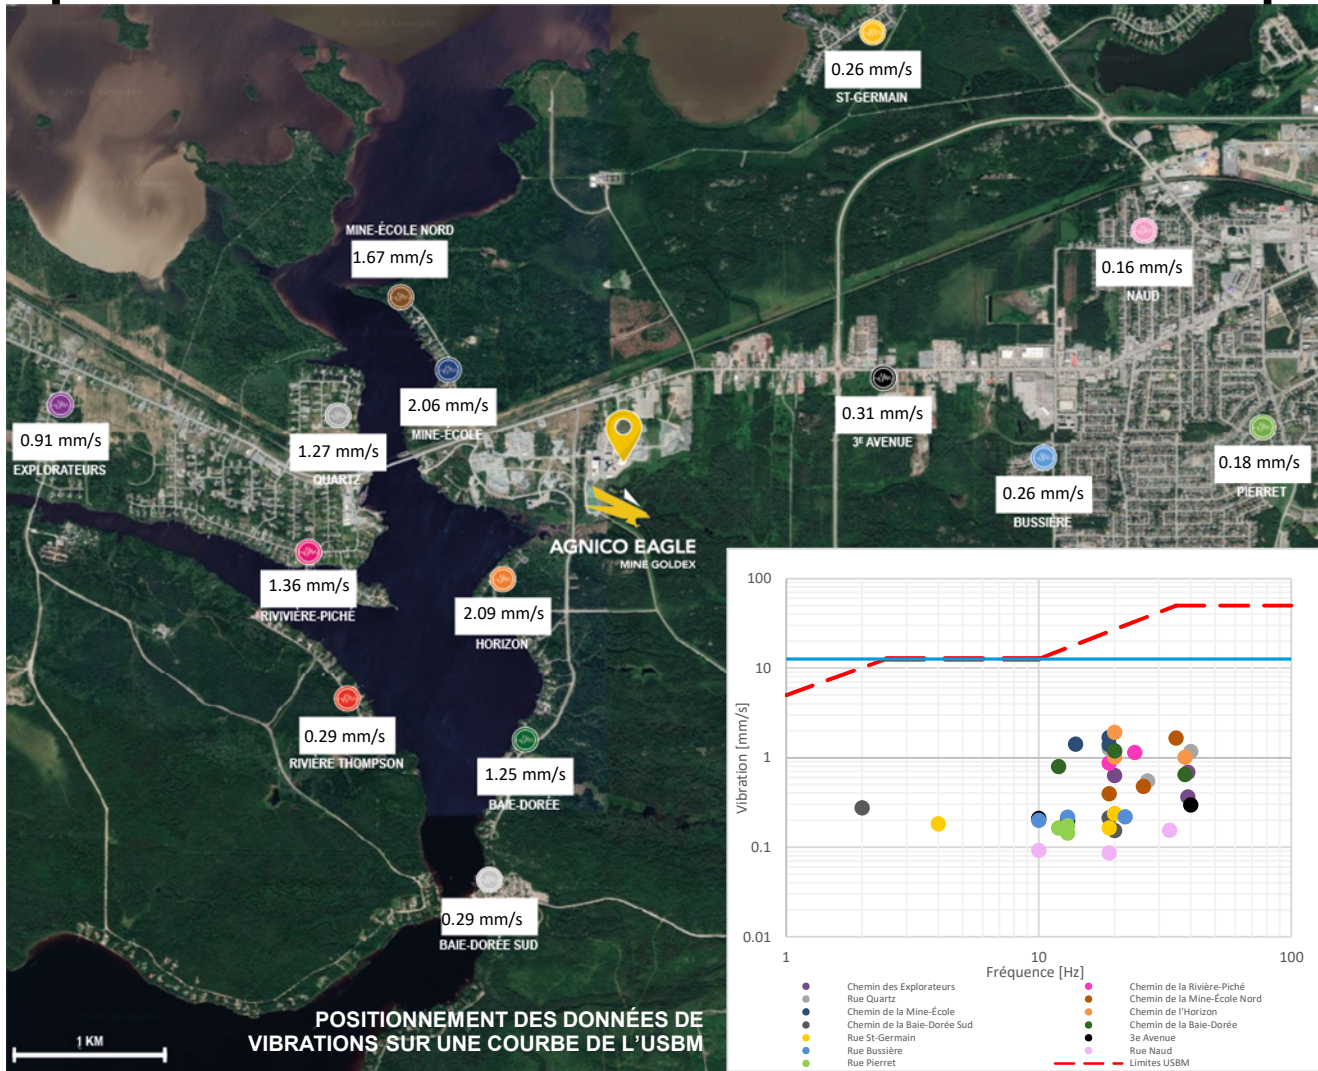 0.26 mm/s
ST-GERMAIN
MINE-ÉCOLE NORD
1.67 mm/s
0.16 mm/s
NAUD
2.06 mm/s
MINE-ÉCOLE
0.91 mm/s
EXPLORATEURS
1.27 mm/s
QUARTZ
0.31 mm/s
3E AVENUE
0.18 mm/s
PIERRET
0.26 mm/s
BUSSIÈRE
AGNICO EAGLE
MINE GOLDEX
1.36 mm/s
RIVIVIÈRE-PICHÉ
2.09 mm/s
HORIZON
0.29 mm/s
RIVIÈRE THOMPSON
1.25 mm/s
BAIE-DORÉE
0.29 mm/s
BAIE-DORÉE SUD
POSITIONNEMENT DES DONNÉES DE
VIBRATIONS SUR UNE COURBE DE L'USBM
1 KM
100
10
1
0.1
0.01
Vibration [mm/s]
1
10
100
Fréquence [Hz]
Chemin des Explorateurs
Chemin de la Rivière-Piché
Rue Quartz
Chemin de la Mine-École Nord
Chemin de la Mine-École
Chemin de l'Horizon
Chemin de la Baie-Dorée Sud
Chemin de la Baie-Dorée
Rue St-Germain
3e Avenue
Rue Bussière
Rue Naud
Rue Pierret
Limites USBM